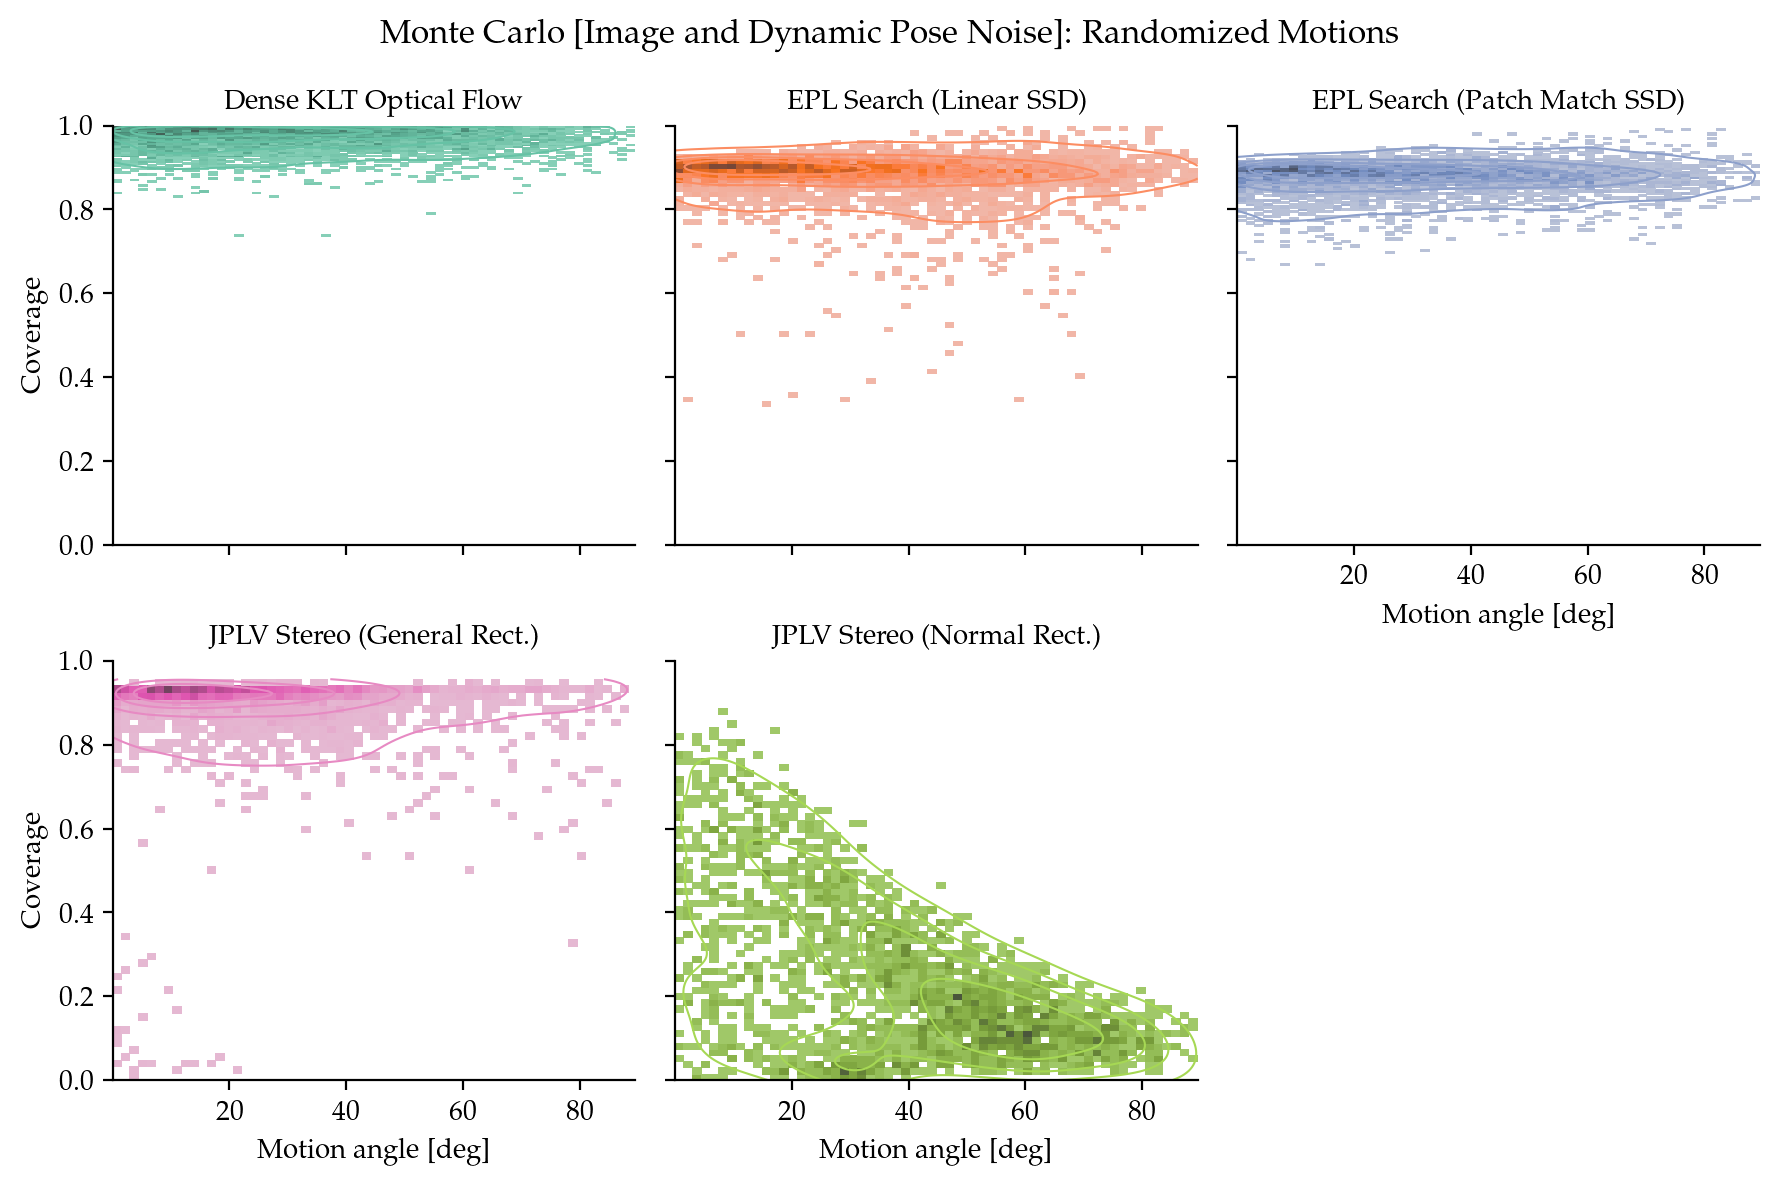 Monte Carlo [Image and Dynamic Pose Noise]: Randomized Motions
Dense KLT Optical Flow
EPL Search (Linear SSD)
EPL Search (Patch Match SSD)
1.0
0.8
0.6
0.4
0.2
0.0
Coverage
20 40 60 80
Motion angle [deg]
JPLV Stereo (General Rect.)
JPLV Stereo (Normal Rect.)
1.0
0.8
0.6
0.4
0.2
0.0
Coverage
20 40 60 80
Motion angle [deg]
20 40 60 80
Motion angle [deg]